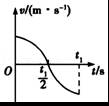 v/(m·s⁻¹)
t₁
O
t₁/2
t/s